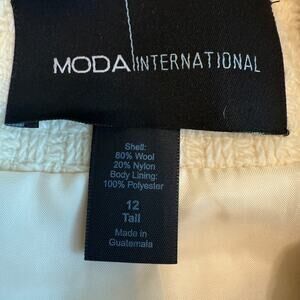 MODA INTERNATIONAL
Shell:
80% Wool
20% Nylon
Body Lining:
100% Polyester
12
Tall
Made in
Guatemala